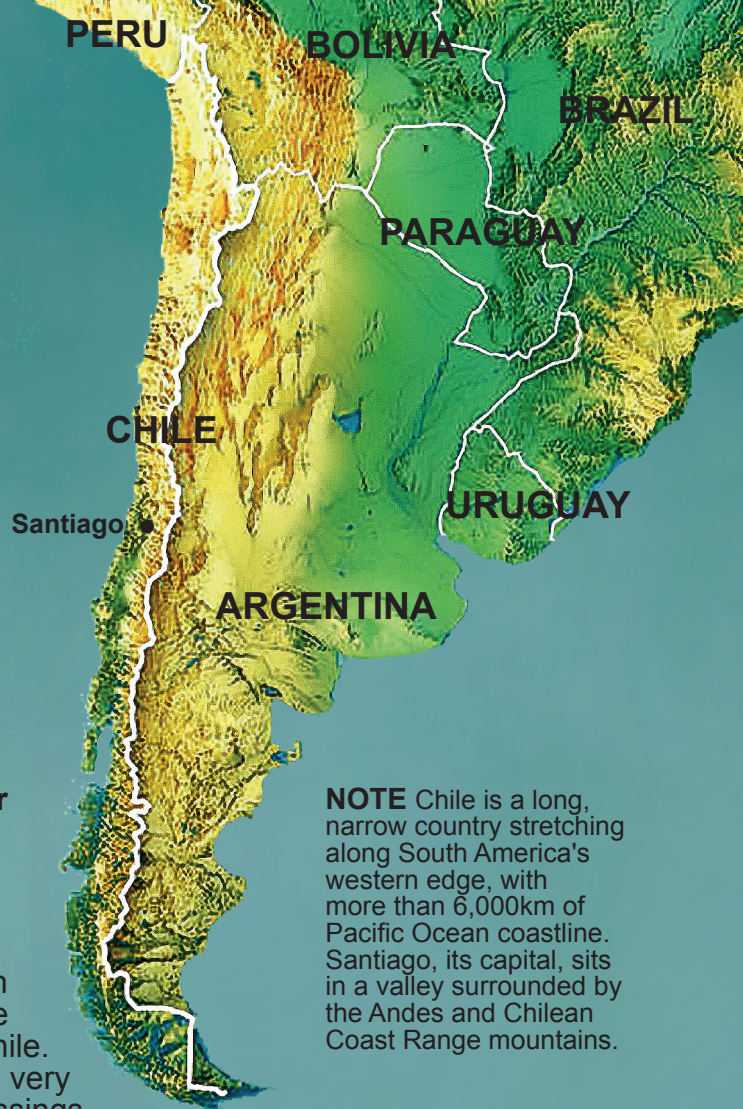 PERU
BOLIVIA
BRAZIL
PARAGUAY
CHILE
Santiago
URUGUAY
ARGENTINA
NOTE Chile is a long,
narrow country stretching
along South America's
western edge, with
more than 6,000km of
Pacific Ocean coastline.
Santiago, its capital, sits
in a valley surrounded by
the Andes and Chilean
Coast Range mountains.
very